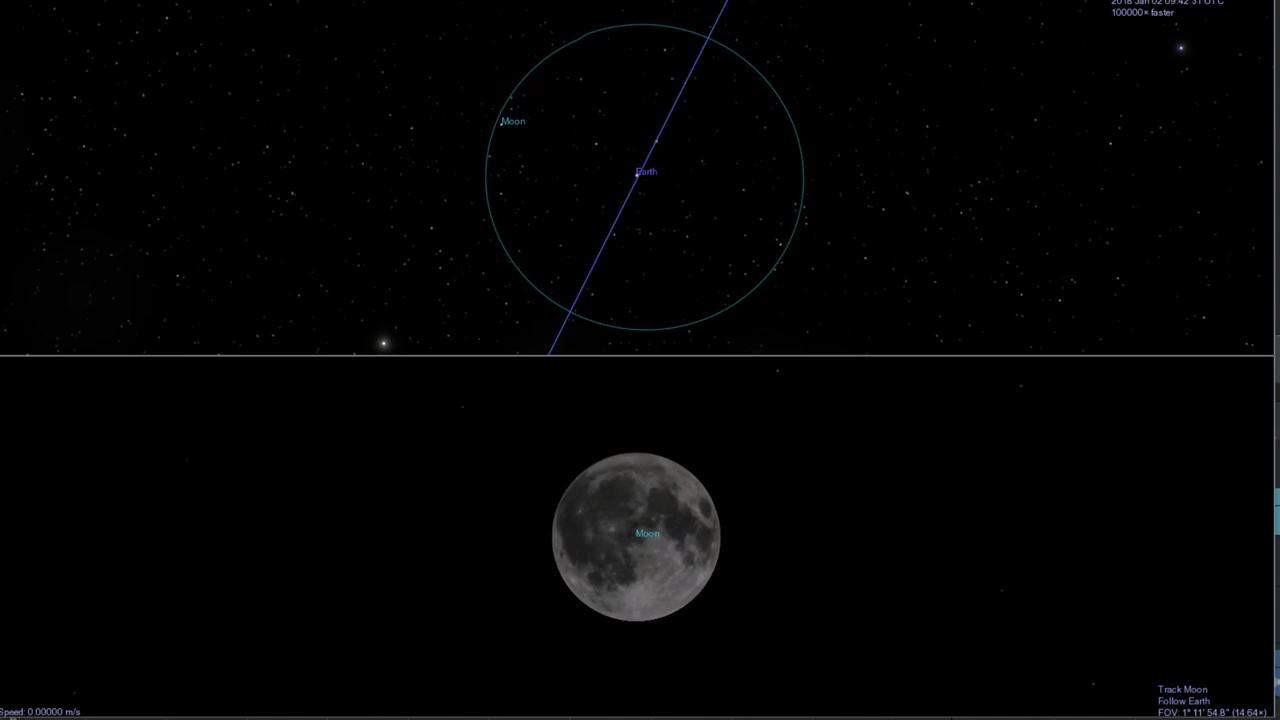 2018 Jan 02 09:42:31 UTC
100000× faster
Moon
Earth
Moon
Track Moon
Follow Earth
Speed: 0.00000 m/s
FOV: 1° 11' 54.8" (14.64×)